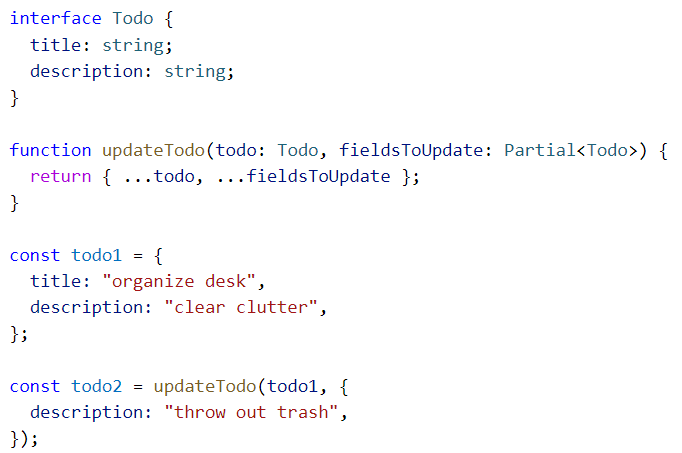 interface Todo {
  title: string;
  description: string;
}

function updateTodo(todo: Todo, fieldsToUpdate: Partial<Todo>) {
  return { ...todo, ...fieldsToUpdate };
}

const todo1 = {
  title: "organize desk",
  description: "clear clutter",
};

const todo2 = updateTodo(todo1, {
  description: "throw out trash",
});